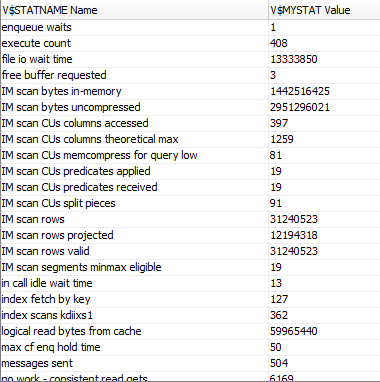 V$STATNAME Name V$MYSTAT Value
enqueue waits 1
execute count 408
file io wait time 13333850
free buffer requested 3
IM scan bytes in-memory 1442516425
IM scan bytes uncompressed 2951296021
IM scan CUs columns accessed 397
IM scan CUs columns theoretical max 1259
IM scan CUs memcompress for query low 81
IM scan CUs predicates applied 19
IM scan CUs predicates received 19
IM scan CUs split pieces 91
IM scan rows 31240523
IM scan rows projected 12194318
IM scan rows valid 31240523
IM scan segments minmax eligible 19
in call idle wait time 13
index fetch by key 127
index scans kdiixs1 362
logical read bytes from cache 59965440
max cf enq hold time 50
messages sent 504
no work - consistent read gets 6169